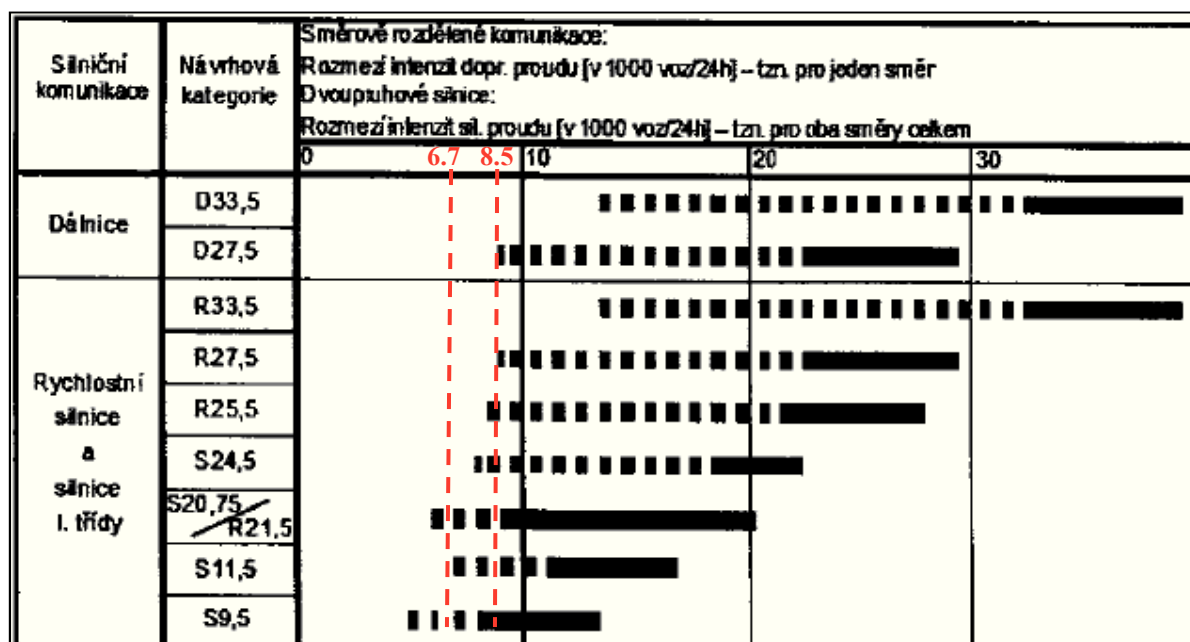 Silniční
komunikace
Návrhová
kategorie
Směrově rozdělené komunikace:
Rozmezí intenzit dopr. proudu [v 1000 voz/24h] – tzn. pro jeden směr
Dvoupruhové silnice:
Rozmezí intenzit sil. proudu [v 1000 voz/24h] – tzn. pro oba směry celkem
0 6.7 8.5 10 20 30
Dálnice
D33,5
D27,5
Rychlostní
silnice
a
silnice
I. třídy
R33,5
R27,5
R25,5
S24,5
S20,75
R21,5
S11,5
S9,5